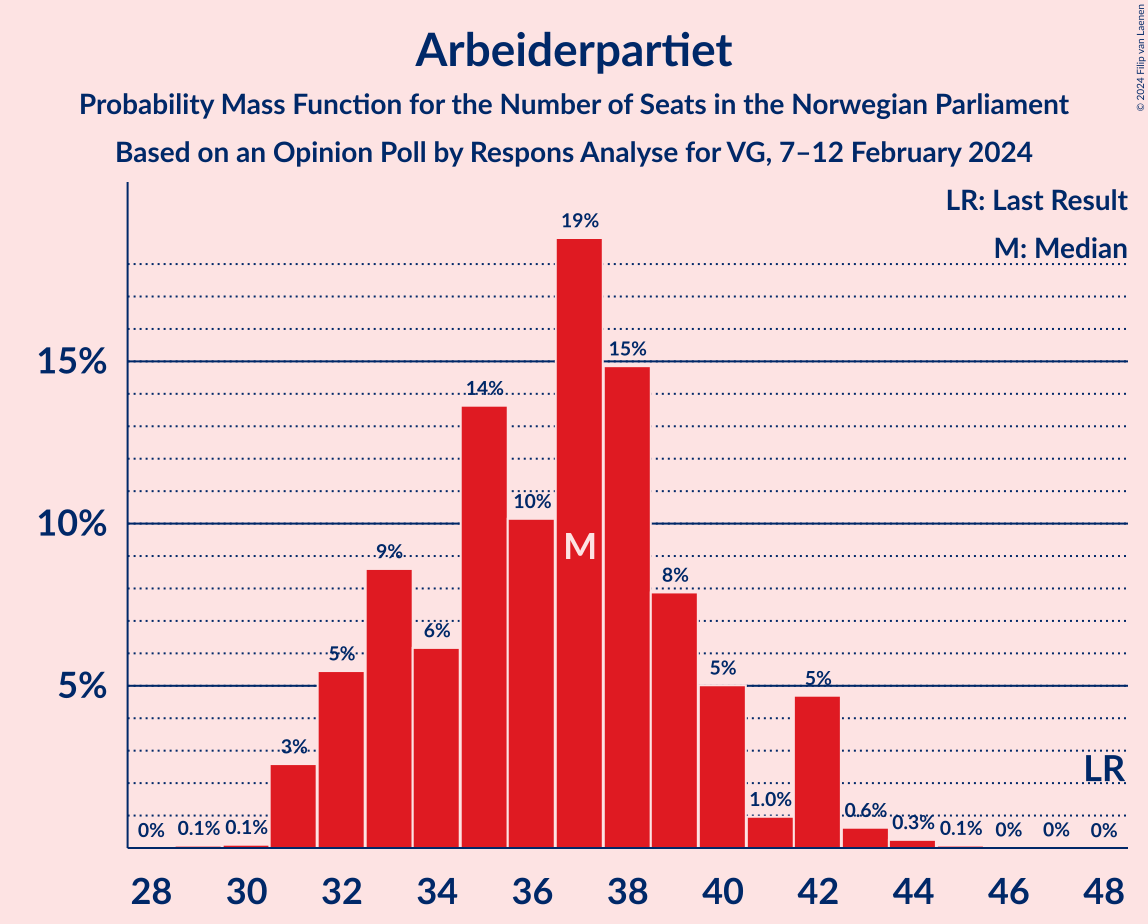 Arbeiderpartiet
Probability Mass Function for the Number of Seats in the Norwegian Parliament
Based on an Opinion Poll by Respons Analyse for VG, 7–12 February 2024
© 2024 Filip van Laenen
LR: Last Result
M: Median
15%
10%
5%
0%
0.1%
0.1%
3%
5%
9%
6%
14%
10%
19%
15%
8%
5%
1.0%
5%
0.6%
0.3%
0.1%
0%
0%
0%
M
LR
28 30 32 34 36 38 40 42 44 46 48